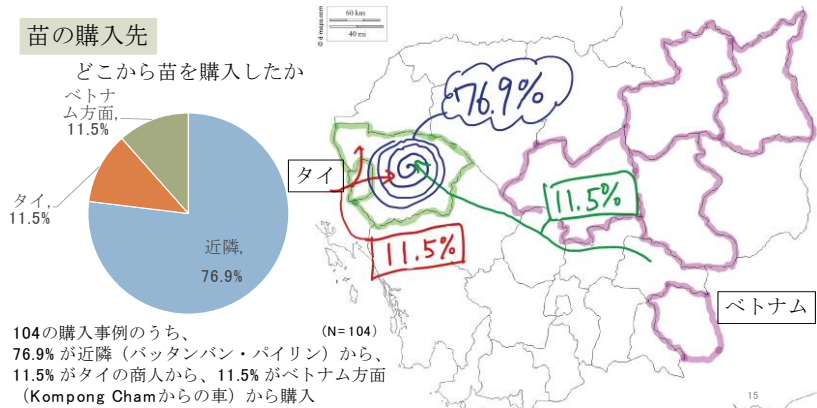 苗の購入先
どこから苗を購入したか
ベトナ
ム方面,
11.5%
タイ,
11.5%
近隣,
76.9%
(N=104)
104の購入事例のうち、
76.9% が近隣（バッタンバン・パイリン）から、
11.5% がタイの商人から、11.5% がベトナム方面
（Kompong Chamからの車）から購入
60 km
40 mi
© d-maps.com
76.9%
タイ
11.5%
11.5%
ベトナム
15